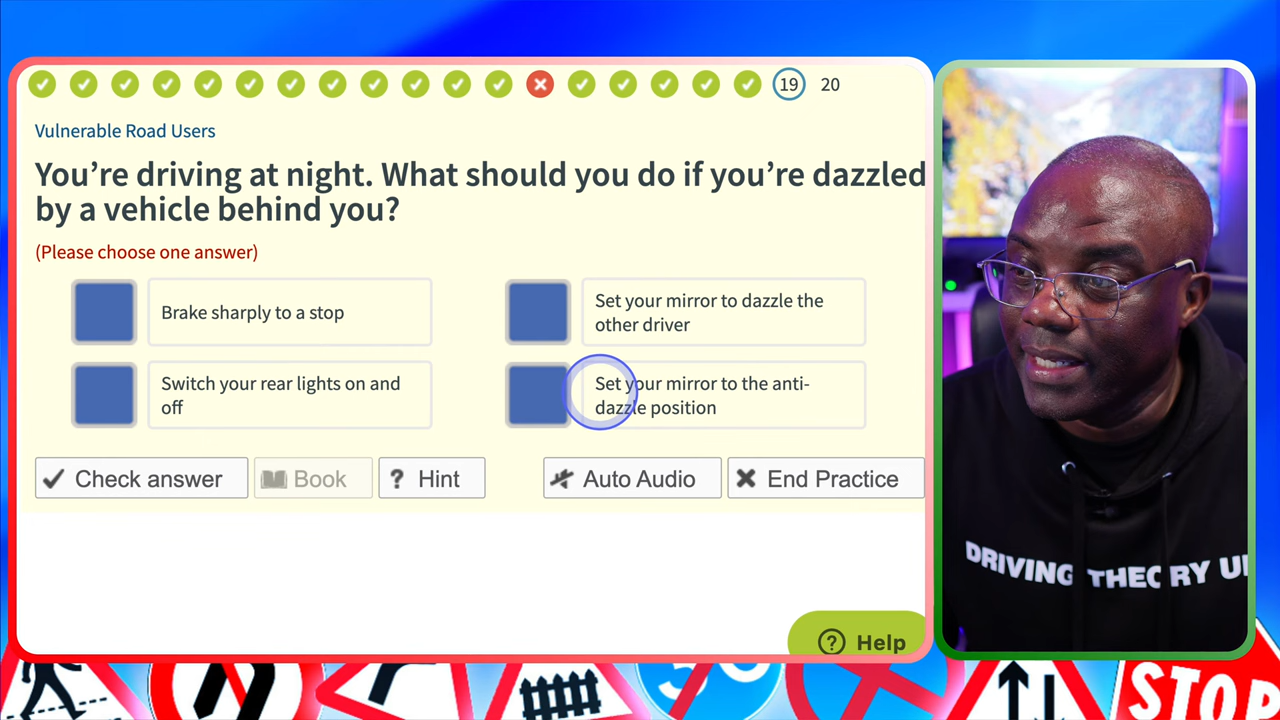 19 20
Vulnerable Road Users
You’re driving at night. What should you do if you’re dazzled
by a vehicle behind you?
(Please choose one answer)
Brake sharply to a stop
Set your mirror to dazzle the
other driver
Switch your rear lights on and
off
Set your mirror to the anti-
dazzle position
Check answer
Book
? Hint
Auto Audio
End Practice
? Help
DRIVING THEORY
STOP